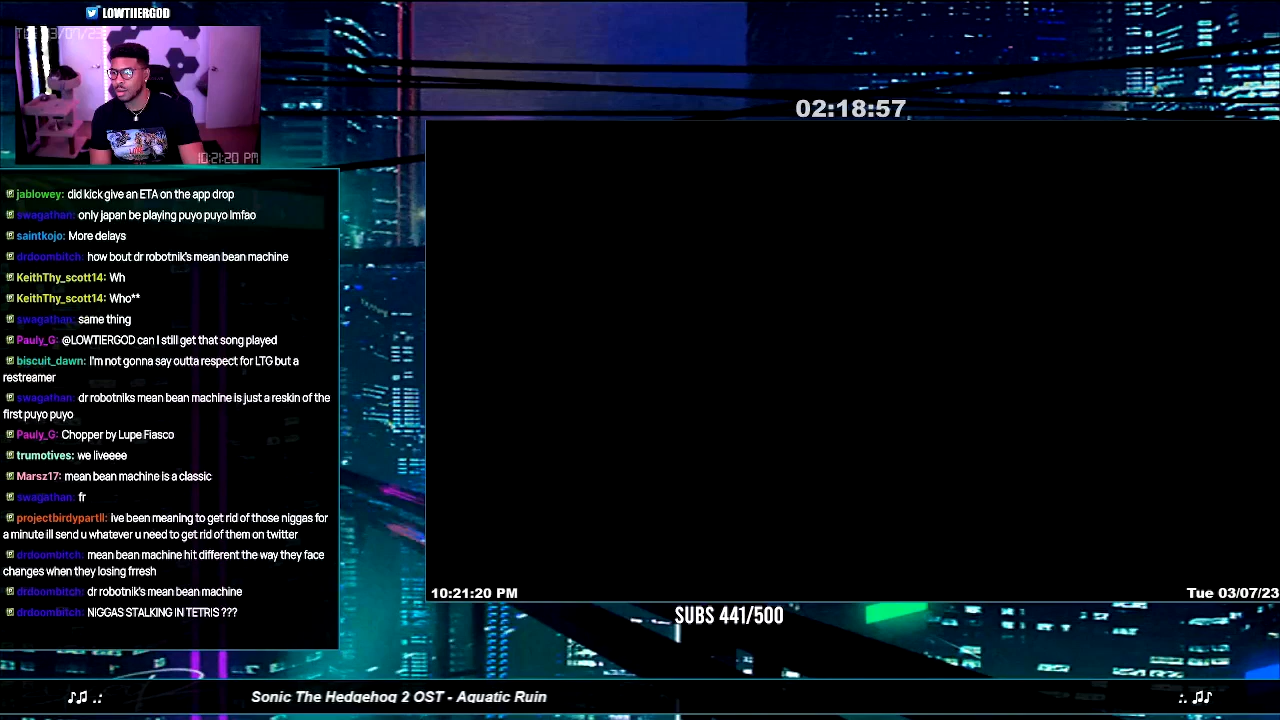 LOWTIERGOD
TUE 03/07/23
10:21:20 PM
02:18:57
jablowey: did kick give an ETA on the app drop
swagathan: only japan be playing puyo puyo lmfao
saintkojo: More delays
drdoombitch: how bout dr robotnik's mean bean machine
KeithThy_scott14: Wh
KeithThy_scott14: Who**
swagathan: same thing
Pauly_G: @LOWTIERGOD can I still get that song played
biscuit_dawn: I'm not gonna say outta respect for LTG but a
restreamer
swagathan: dr robotniks mean bean machine is just a reskin of the
first puyo puyo
Pauly_G: Chopper by Lupe Fiasco
trumotives: we liveeee
Marsz17: mean bean machine is a classic
swagathan: fr
projectbirdypartII: ive been meaning to get rid of those niggas for
a minute ill send u whatever u need to get rid of them on twitter
drdoombitch: mean bean machine hit different the way they face
changes when they losing frresh
drdoombitch: dr robotnik's mean bean machine
drdoombitch: NIGGAS STALKING IN TETRIS ???
10:21:20 PM
Tue 03/07/23
SUBS 441/500
Sonic The Hedgehog 2 OST - Aquatic Ruin